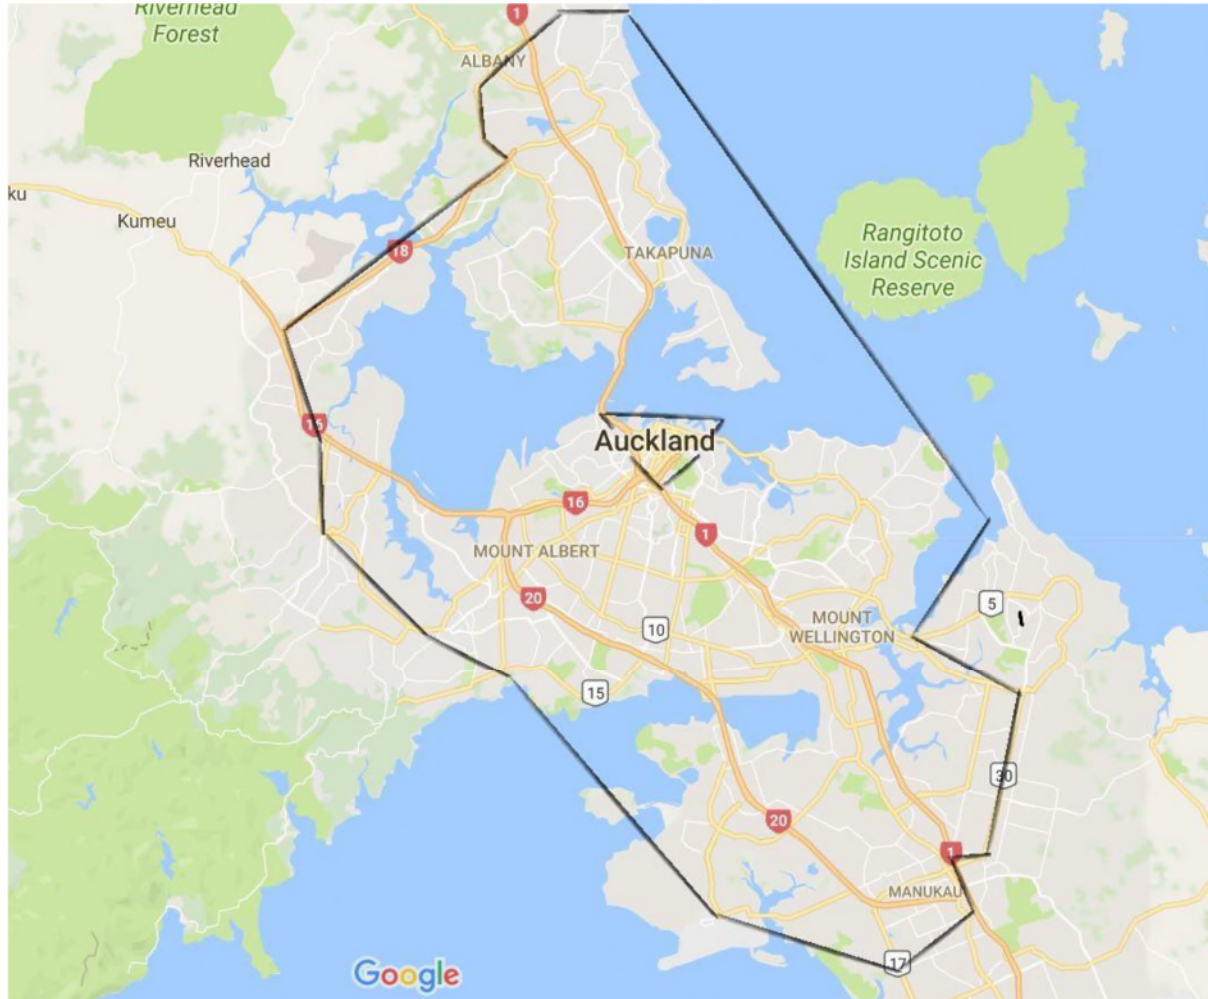 Riverhead
Forest
1
ALBANY
Riverhead
ku
Kumeu
18
TAKAPUNA
Rangitoto
Island Scenic
Reserve
16
Auckland
16
1
MOUNT ALBERT
20
5
10
MOUNT
WELLINGTON
15
30
20
1
MANUKAU
17
Google